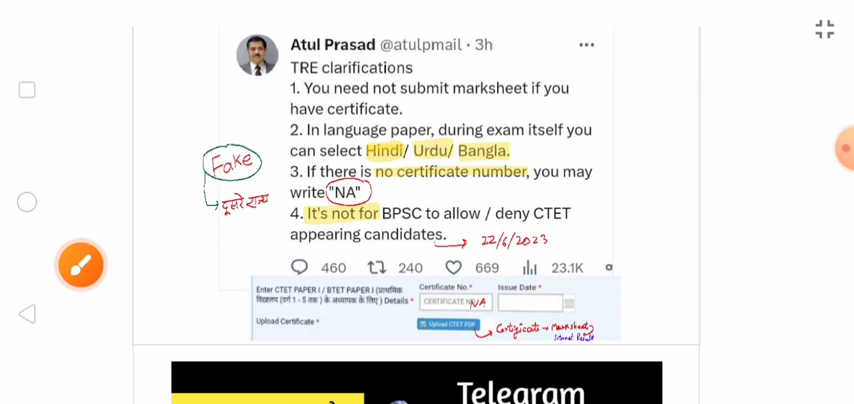 Atul Prasad @atulpmail · 3h
TRE clarifications
1. You need not submit marksheet if you
have certificate.
2. In language paper, during exam itself you
can select Hindi/ Urdu/ Bangla.
3. If there is no certificate number, you may
write "NA"
4. It's not for BPSC to allow / deny CTET
appearing candidates.
Fake
दूसरे राज्य
22/6/2023
460 240 669 23.1K
Enter CTET PAPER I / BTET PAPER I (प्राथमिक
विद्यालय (वर्ग 1 - 5 तक) के अध्यापक के लिए) Details *
Certificate No.* Issue Date *
CERTIFICATE NO
NA
Upload Certificate *
Upload CTET PDF
Certificate → Marksheet
Internet Result
Telegram